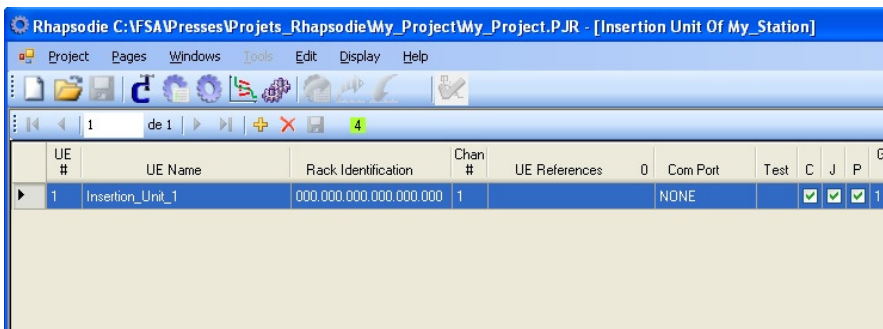 Rhapsodie C:\FSA\Presses\Projets_Rhapsodie\My_Project\My_Project.PJR - [Insertion Unit Of My_Station]
Project Pages Windows Tools Edit Display Help
1 de 1 4
UE # UE Name Rack Identification Chan # UE References 0 Com Port Test C J P G
1 Insertion_Unit_1 000.000.000.000.000.000 1 NONE 1